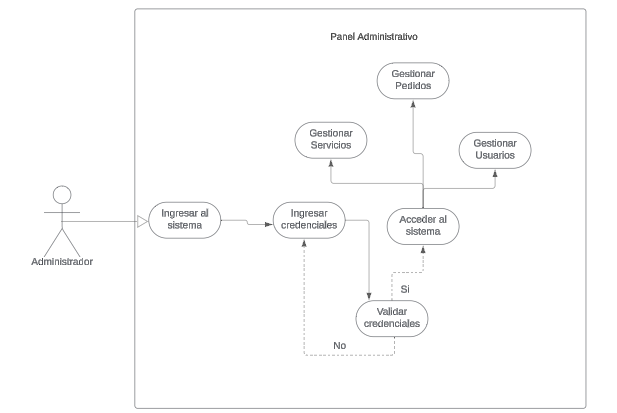 Panel Administrativo
Gestionar
Pedidos
Gestionar
Servicios
Gestionar
Usuarios
Ingresar al
sistema
Ingresar
credenciales
Acceder al
sistema
Administrador
Si
Validar
credenciales
No